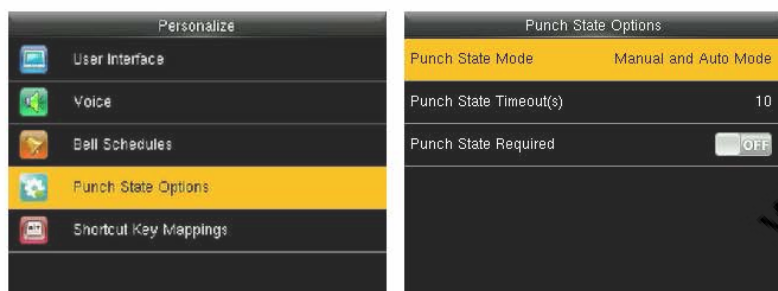 Personalize
User Interface
Voice
Bell Schedules
Punch State Options
Shortcut Key Mappings
Punch State Options
Punch State Mode Manual and Auto Mode
Punch State Timeout(s) 10
Punch State Required OFF